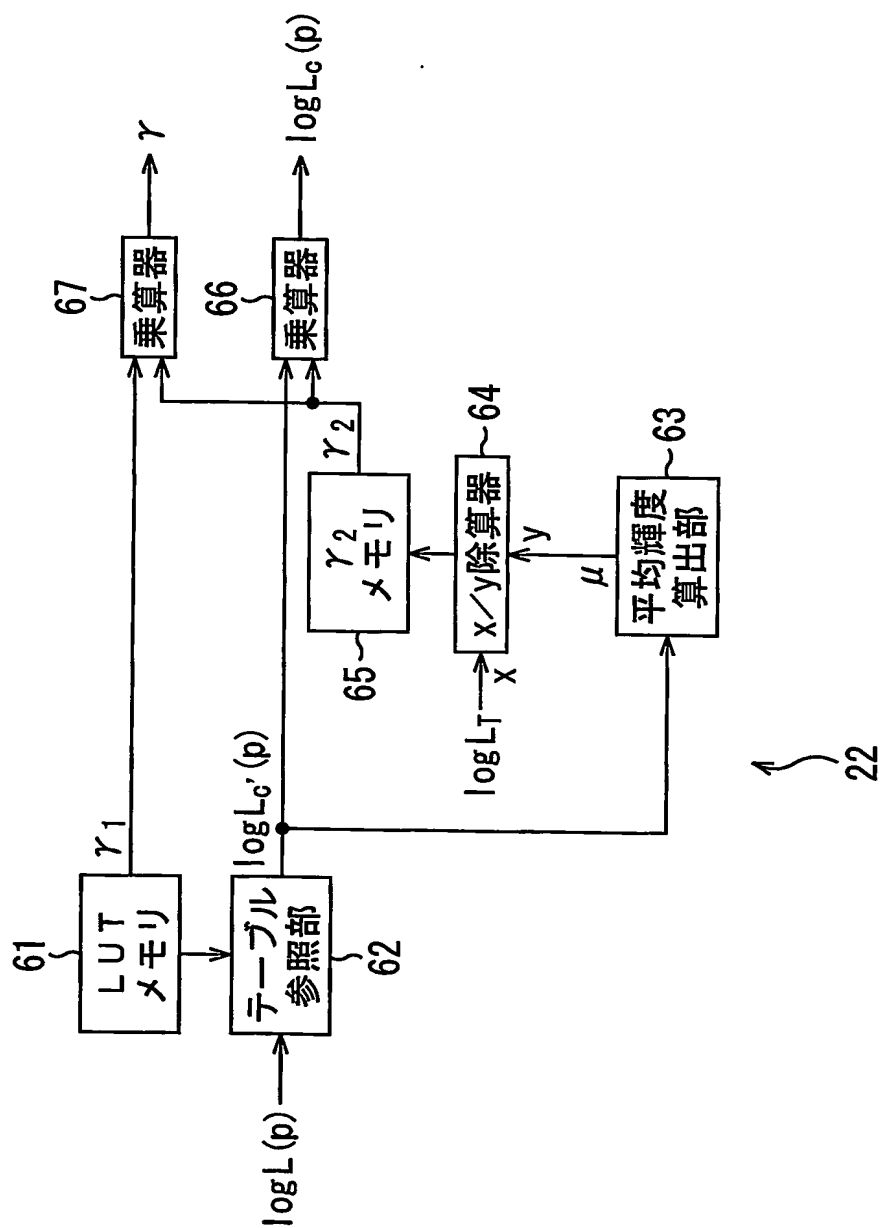 61
LUT
メモリ
γ1
67
乗算器
γ
logL(p)
テーブル
参照部
62
logLC'(p)
66
乗算器
logLC(p)
65
γ2
メモリ
γ2
logLT
x
x/y除算器
64
μ
y
平均輝度
算出部
63
22